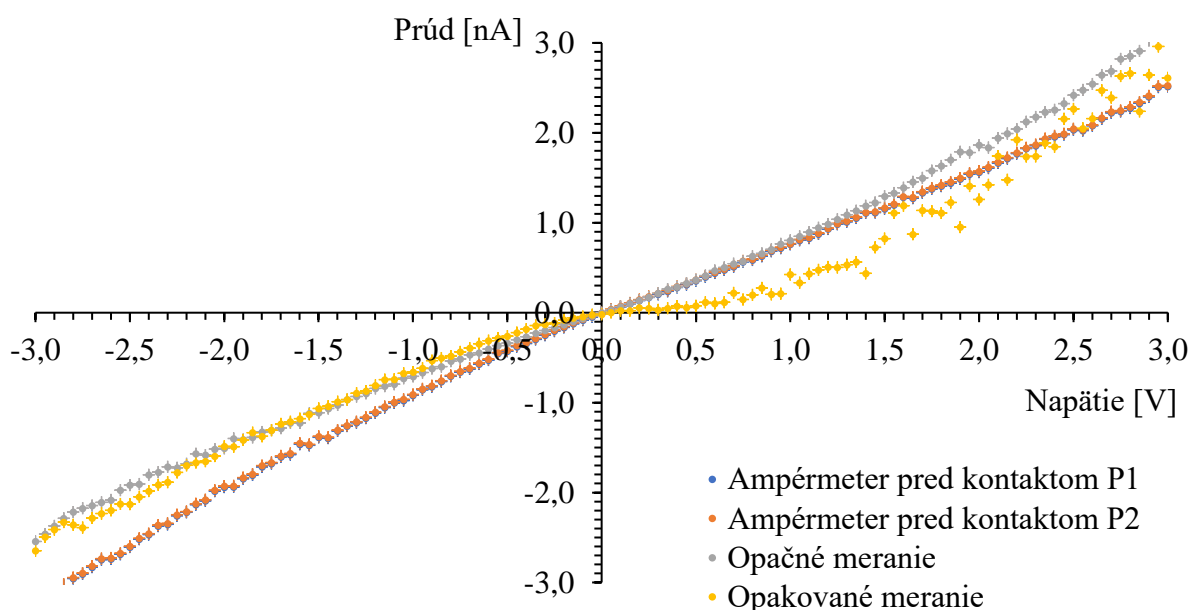 Prúd [nA]
3,0
2,0
1,0
0,0
-3,0 -2,5 -2,0 -1,5 -1,0 -0,5 0,0 0,5 1,0 1,5 2,0 2,5 3,0
-1,0
Napätie [V]
-2,0
-3,0
Ampérmeter pred kontaktom P1
Ampérmeter pred kontaktom P2
Opačné meranie
Opakované meranie